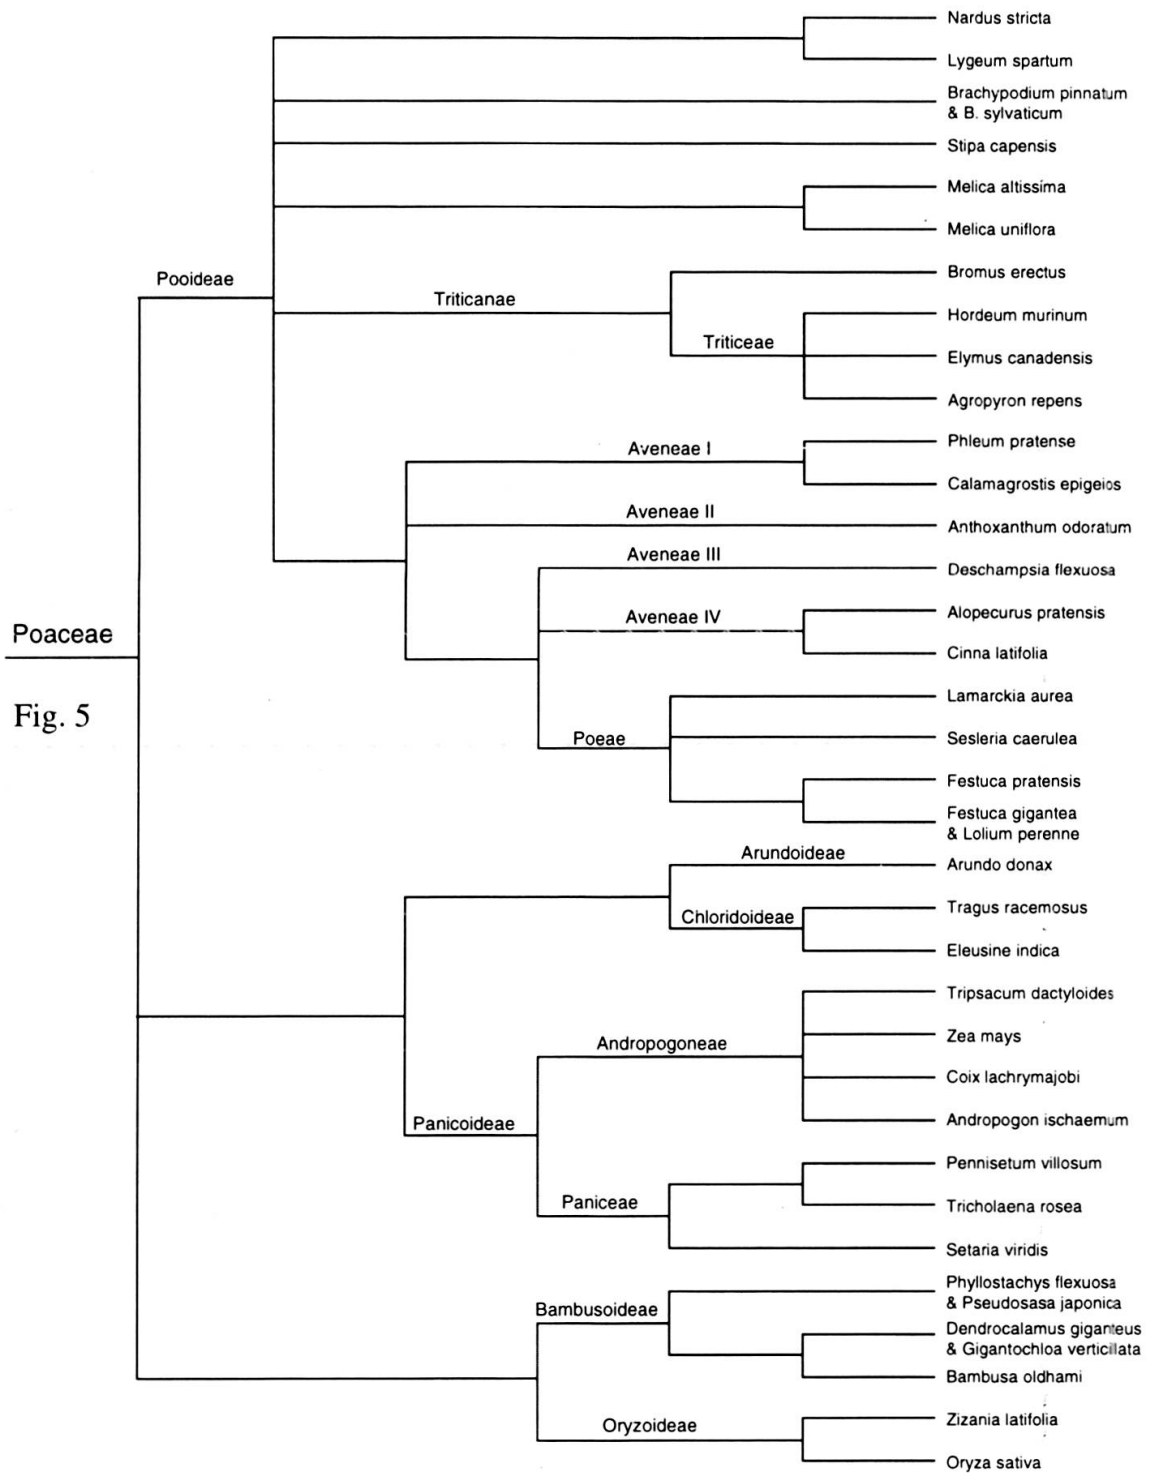 Nardus stricta
Lygeum spartum
Brachypodium pinnatum
& B. sylvaticum
Stipa capensis
Melica altissima
Melica uniflora
Pooideae
Bromus erectus
Triticanae
Hordeum murinum
Triticeae
Elymus canadensis
Agropyron repens
Aveneae I
Phleum pratense
Calamagrostis epigeios
Aveneae II
Anthoxanthum odoratum
Aveneae III
Deschampsia flexuosa
Aveneae IV
Alopecurus pratensis
Cinna latifolia
Poaceae
Fig. 5
Lamarckia aurea
Poeae
Sesleria caerulea
Festuca pratensis
Festuca gigantea
& Lolium perenne
Arundoideae
Arundo donax
Chloridoideae
Tragus racemosus
Eleusine indica
Tripsacum dactyloides
Andropogoneae
Zea mays
Coix lachrymajobi
Panicoideae
Andropogon ischaemum
Pennisetum villosum
Paniceae
Tricholaena rosea
Setaria viridis
Bambusoideae
Phyllostachys flexuosa
& Pseudosasa japonica
Dendrocalamus giganteus
& Gigantochloa verticillata
Bambusa oldhami
Oryzoideae
Zizania latifolia
Oryza sativa